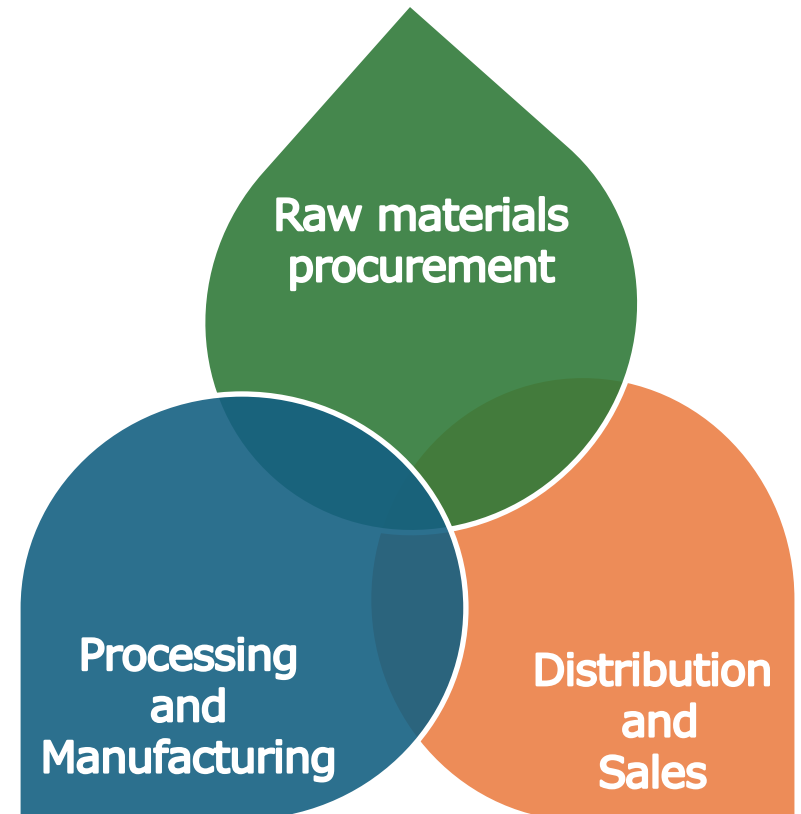 Raw materials
procurement
Processing
and
Manufacturing
Distribution
and
Sales